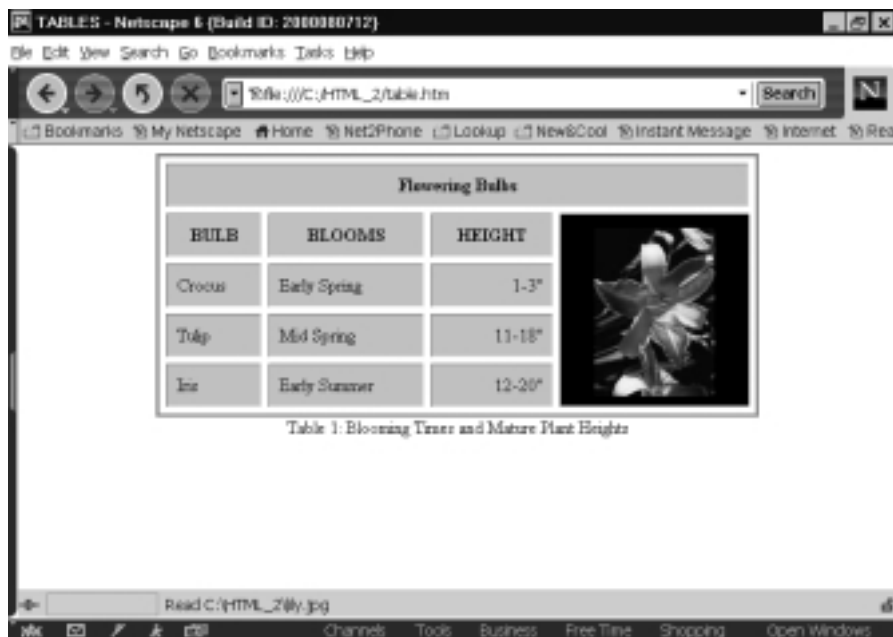 TABLES - Netscape 6 {Build ID: 2000080712}
File Edit View Search Go Bookmarks Tasks Help
file:///C:/HTML_2/table.htm Search N
Bookmarks My Netscape Home Net2Phone Lookup New&Cool Instant Message Internet Rea
Flowering Bulbs
BULB BLOOMS HEIGHT
Crocus Early Spring 1-3"
Tulip Mid Spring 11-18"
Iris Early Summer 12-20"
Table 1: Blooming Times and Mature Plant Heights
Read C:\HTML_2\lily.jpg
Channels Tools Business Free Time Shopping Open Windows